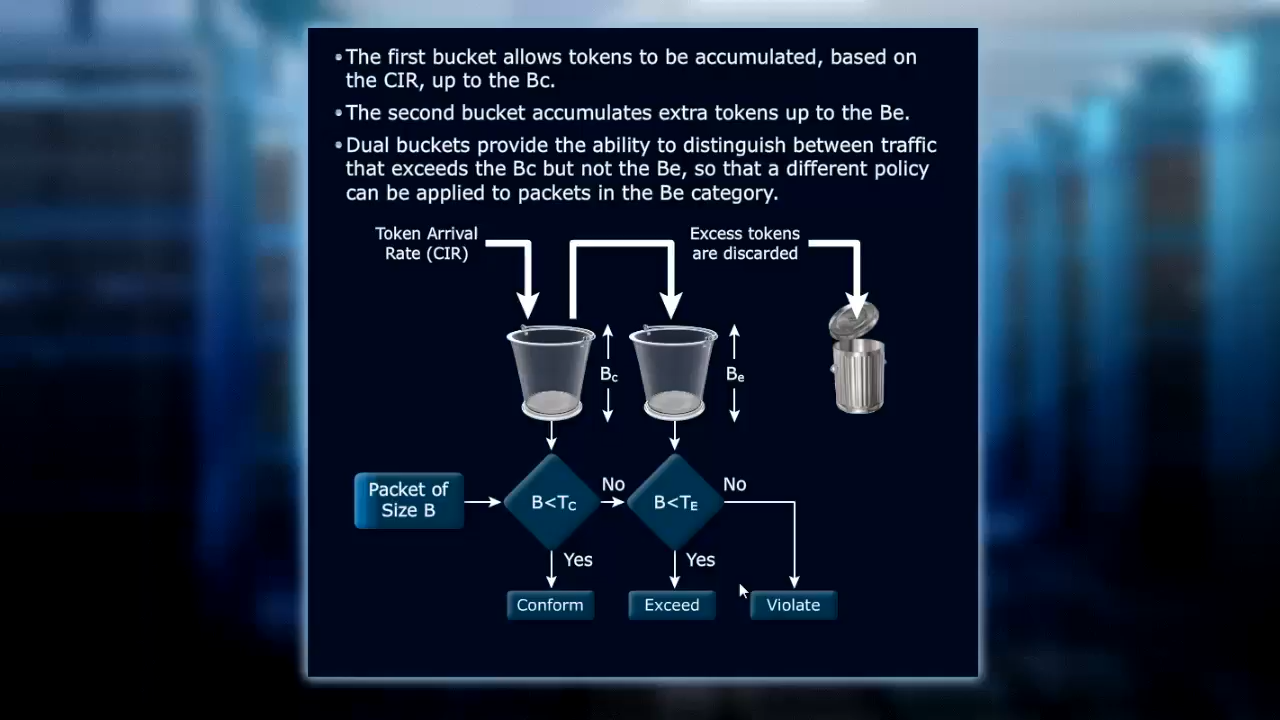 •The first bucket allows tokens to be accumulated, based on
the CIR, up to the Bc.
•The second bucket accumulates extra tokens up to the Be.
•Dual buckets provide the ability to distinguish between traffic
that exceeds the Bc but not the Be, so that a different policy
can be applied to packets in the Be category.
Token Arrival
Rate (CIR)
Excess tokens
are discarded
Bc
Be
Packet of
Size B
B<TC
No
B<TE
No
Yes
Yes
Conform
Exceed
Violate